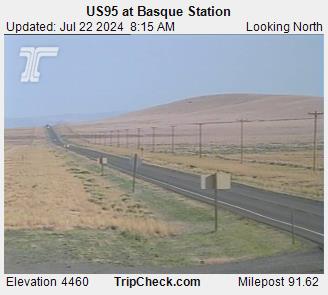 US95 at Basque Station
Updated: Jul 22 2024 8:15 AM Looking North
Elevation 4460 TripCheck.com Milepost 91.62